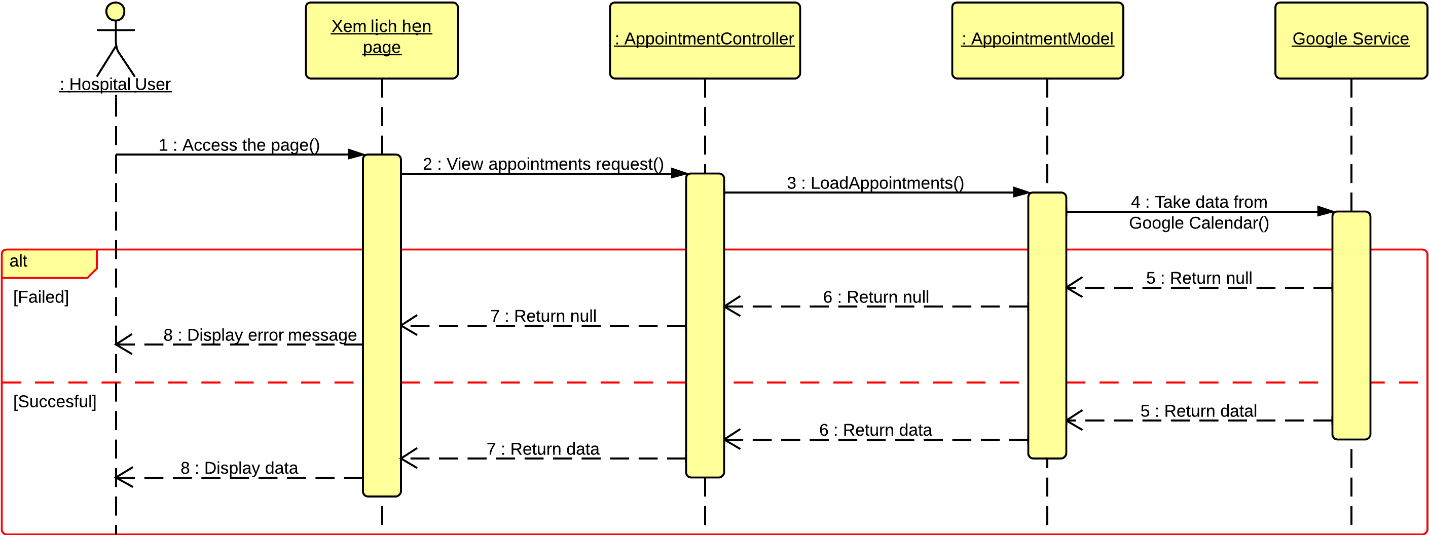 Xem lịch hẹn
page
: AppointmentController
: AppointmentModel
Google Service
: Hospital User
1 : Access the page()
2 : View appointments request()
3 : LoadAppointments()
4 : Take data from
Google Calendar()
alt
[Failed]
5 : Return null
6 : Return null
7 : Return null
8 : Display error message
[Succesful]
5 : Return datal
6 : Return data
7 : Return data
8 : Display data